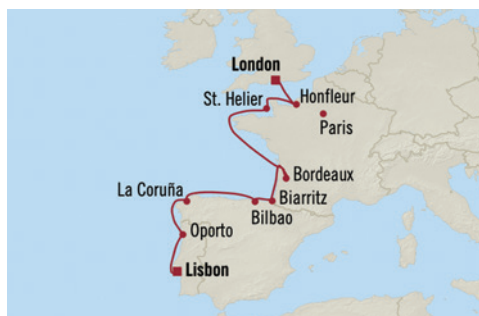 London
Honfleur
St. Helier
Paris
Bordeaux
La Coruña
Biarritz
Bilbao
Oporto
Lisbon